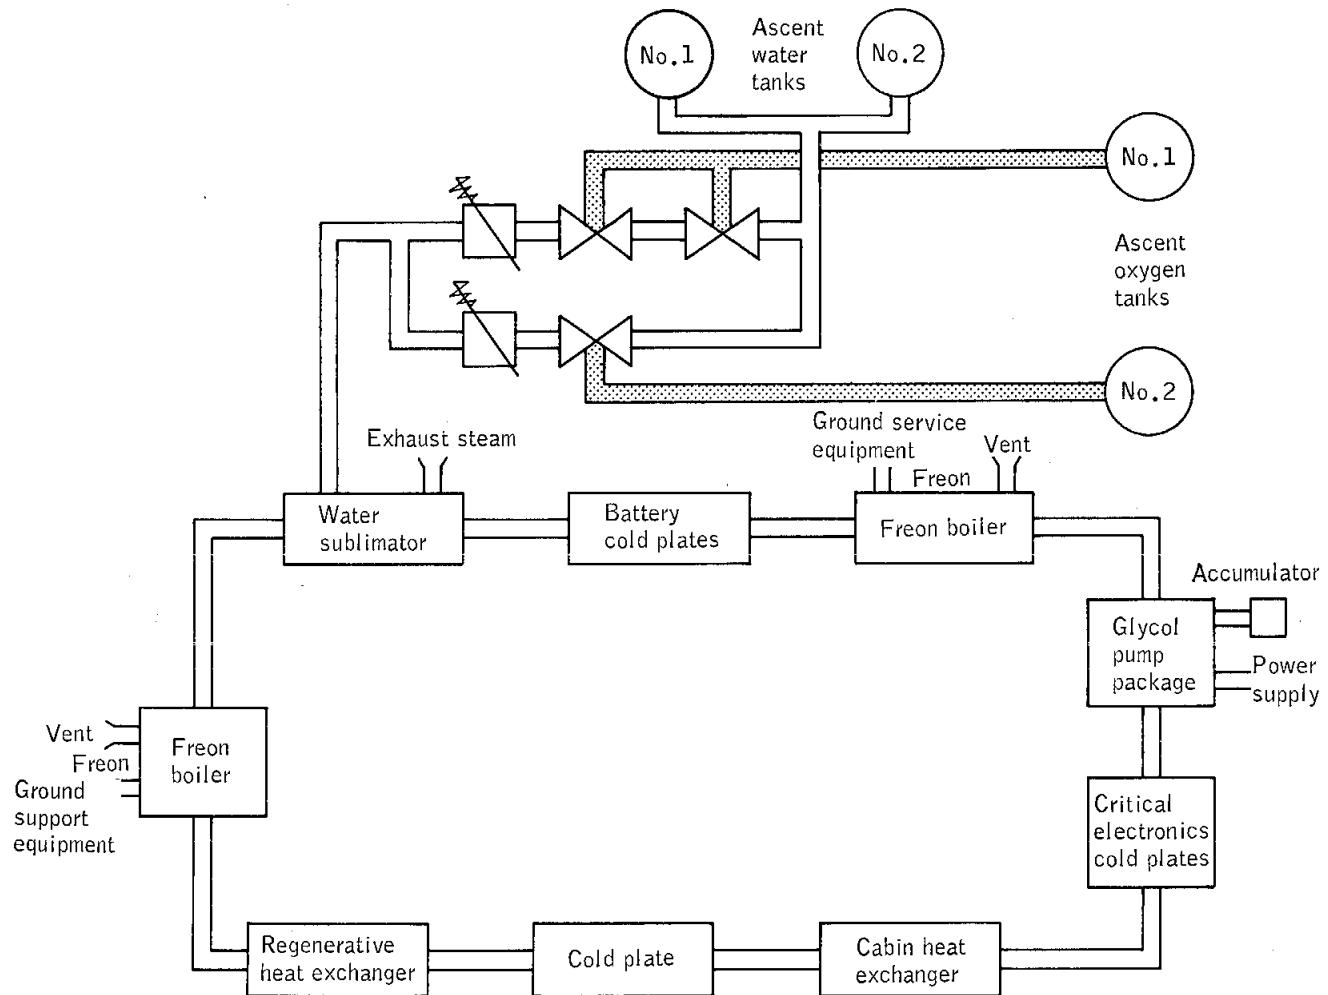 No.1
Ascent
water
tanks
No.2
No.1
Ascent
oxygen
tanks
No.2
Exhaust steam
Ground service
equipment
Freon
Vent
Water
sublimator
Battery
cold plates
Freon boiler
Accumulator
Glycol
pump
package
Power
supply
Vent
Freon
Ground
support
equipment
Freon
boiler
Critical
electronics
cold plates
Regenerative
heat exchanger
Cold plate
Cabin heat
exchanger